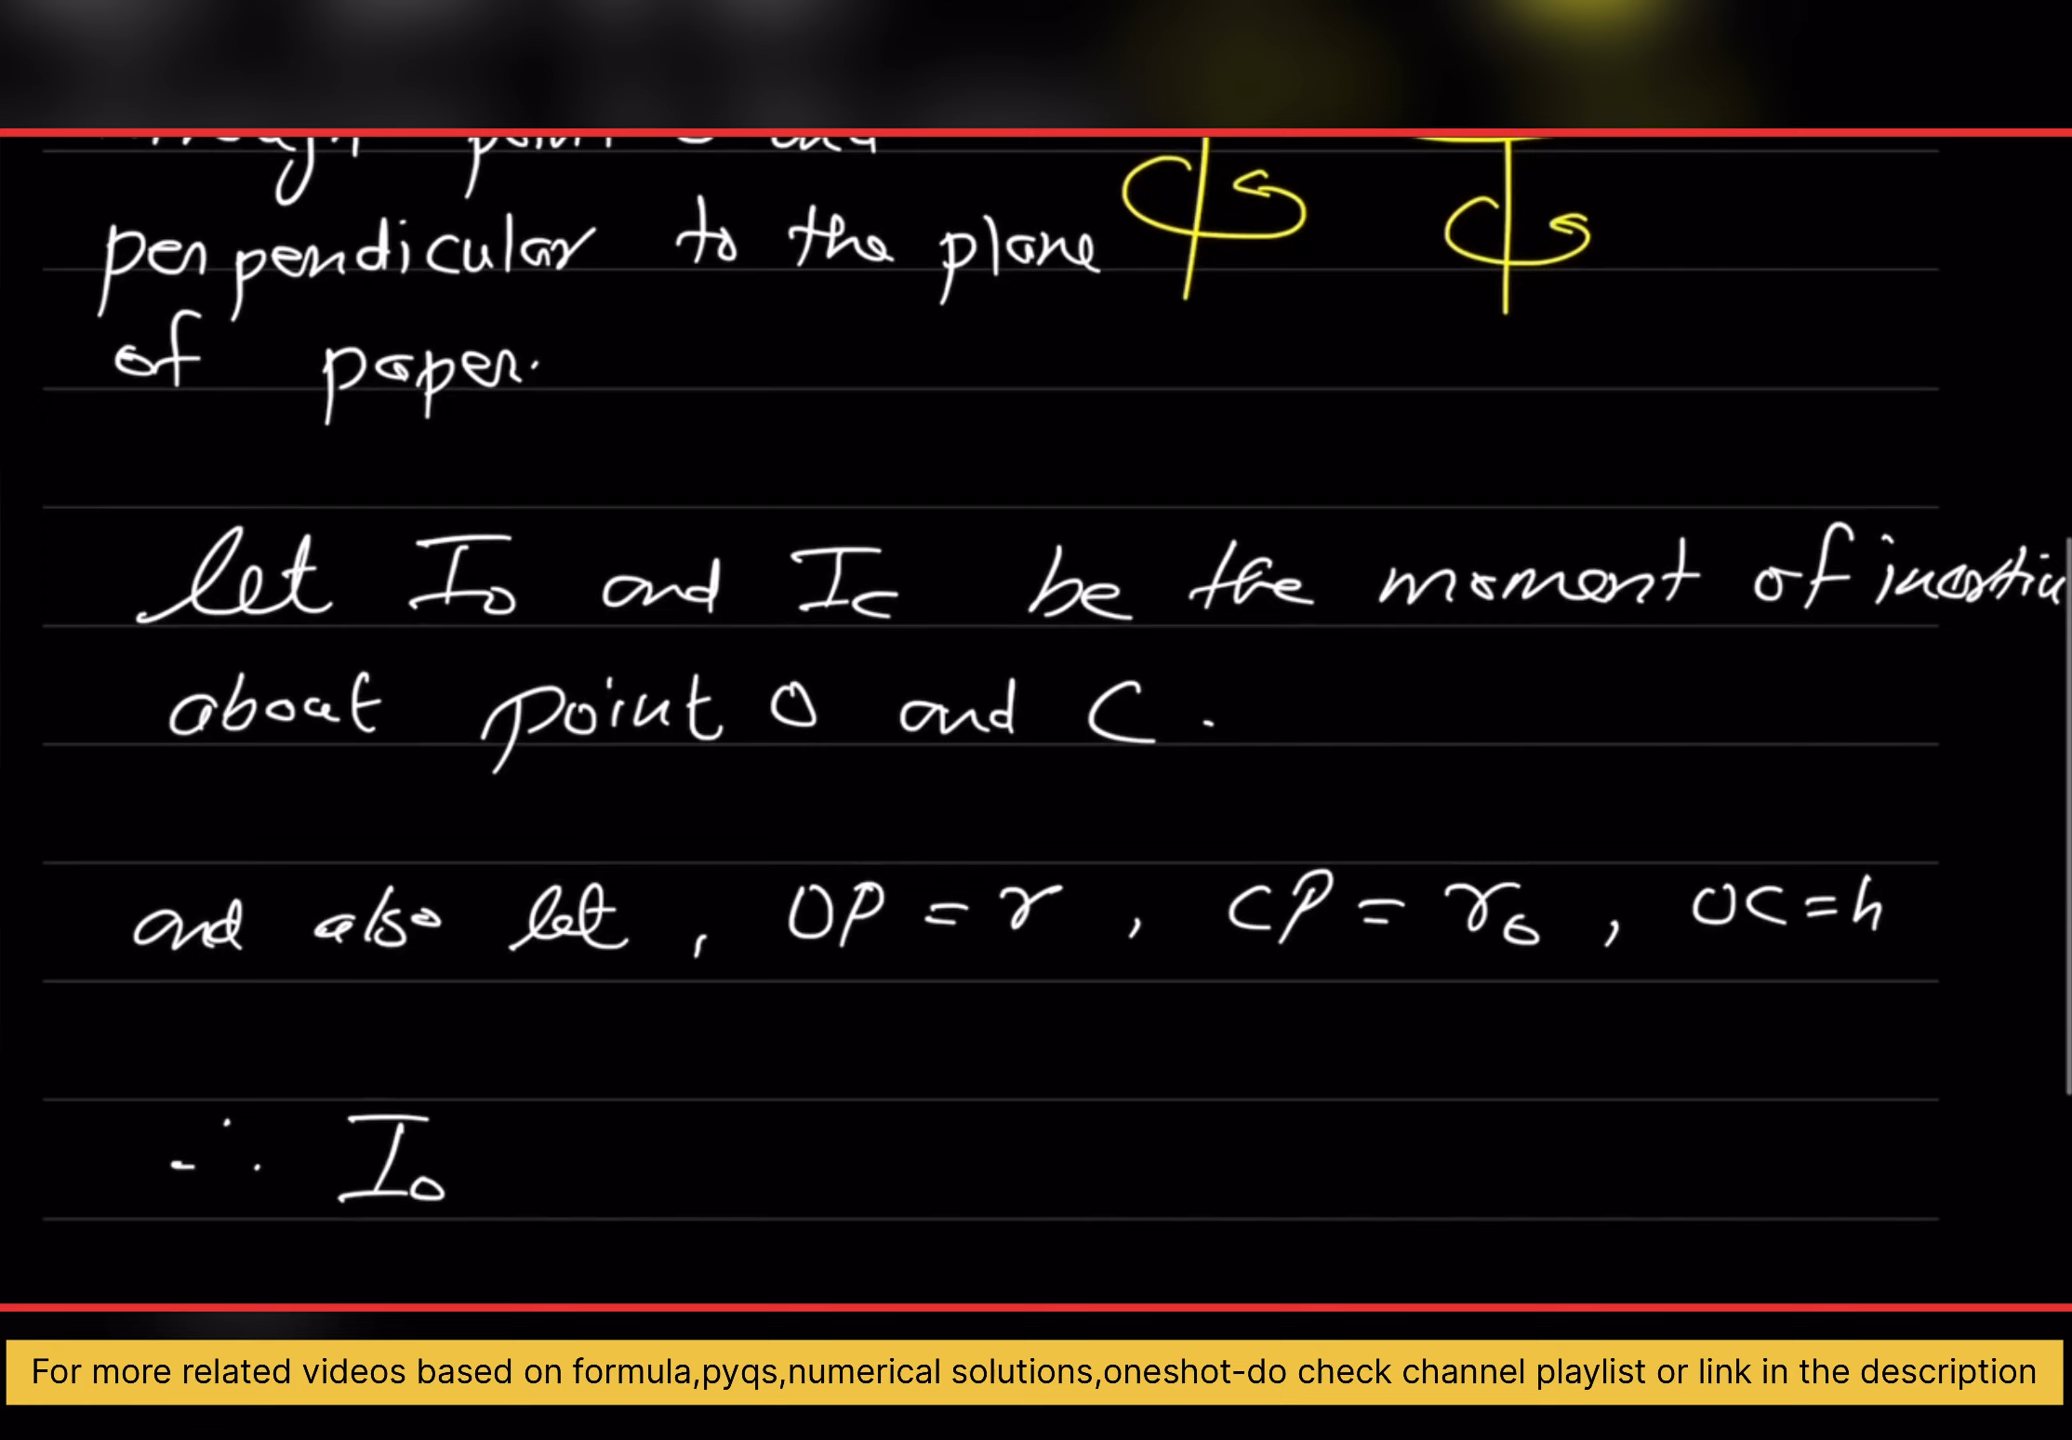 perpendicular to the plane
of paper.
let Io and Ic be the moment of inertia
about point O and C .
and also let , OP = r , CP = r₀ , OC = h
∴ I₀
For more related videos based on formula,pyqs,numerical solutions,oneshot-do check channel playlist or link in the description